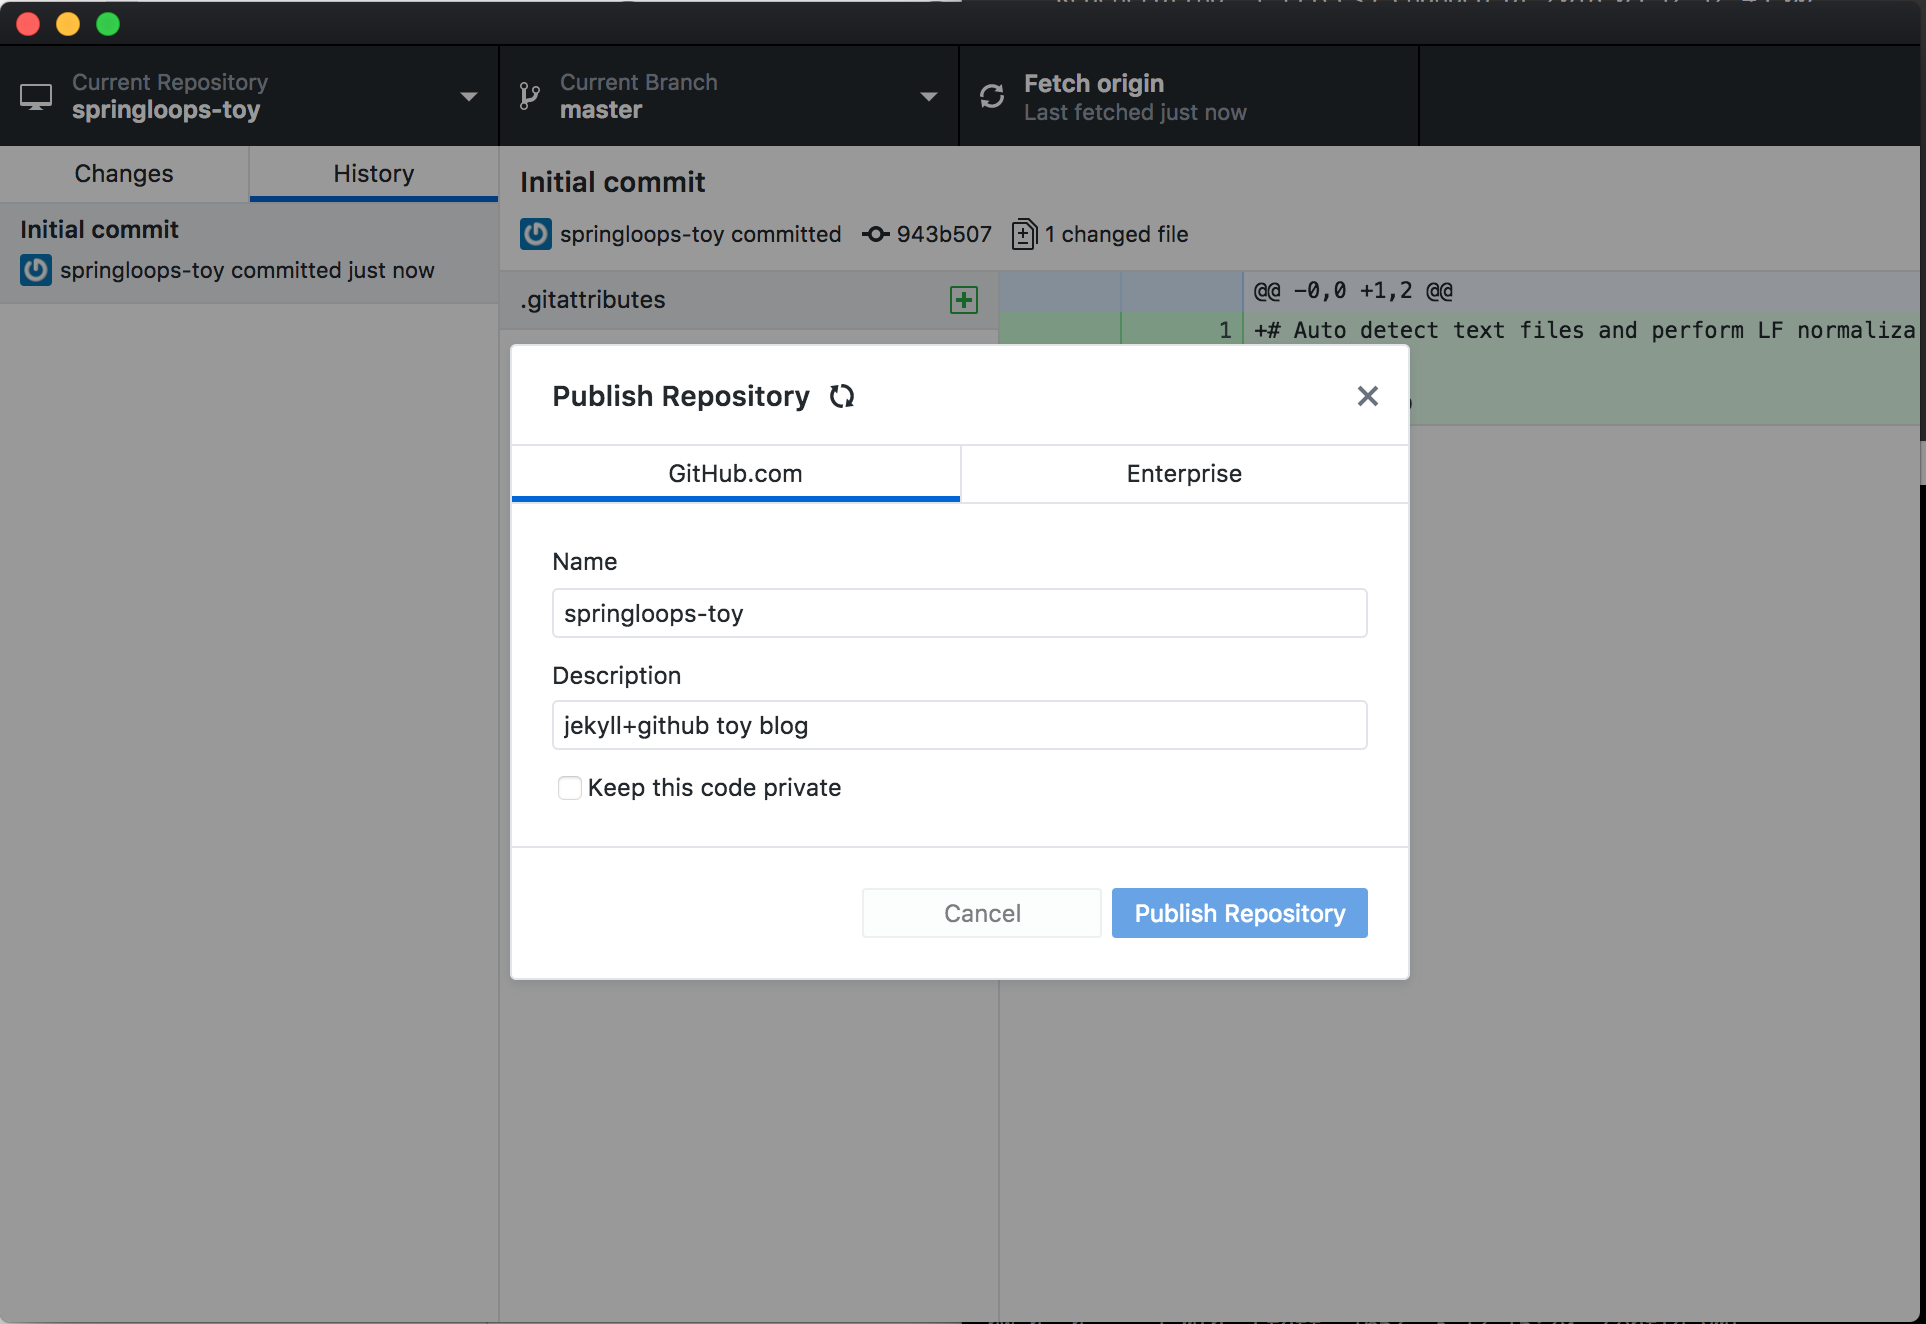 Current Repository
springloops-toy
Current Branch
master
Fetch origin
Last fetched just now
Changes
History
Initial commit
springloops-toy committed just now
Initial commit
springloops-toy committed 943b507 1 changed file
.gitattributes
@@ -0,0 +1,2 @@
1 +# Auto detect text files and perform LF normaliza
Publish Repository
GitHub.com
Enterprise
Name
springloops-toy
Description
jekyll+github toy blog
Keep this code private
Cancel
Publish Repository